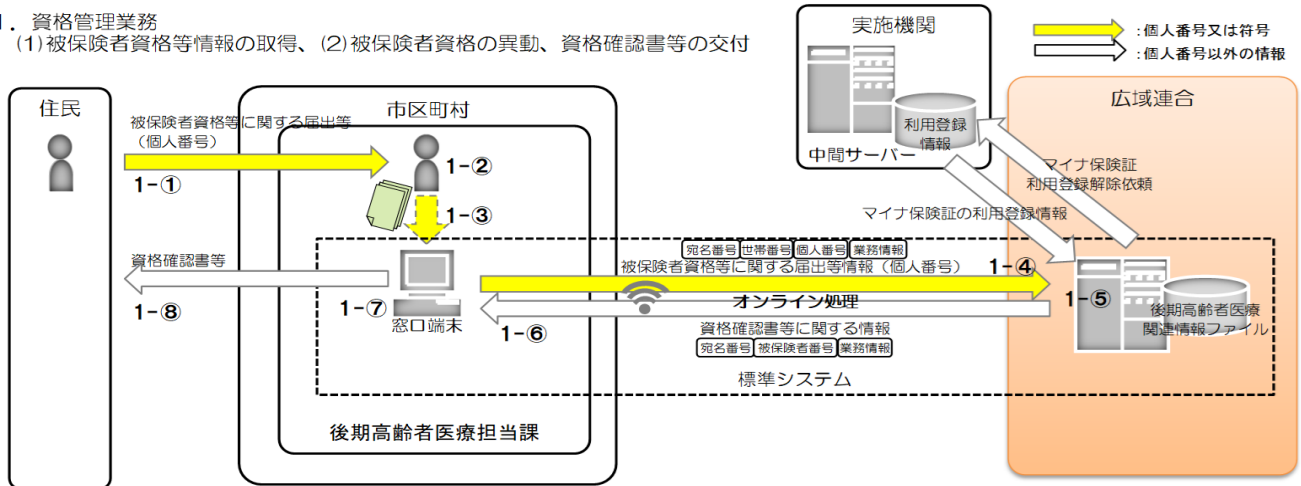 1．資格管理業務
(1)被保険者資格等情報の取得、(2)被保険者資格の異動、資格確認書等の交付
:個人番号又は符号
:個人番号以外の情報
実施機関
利用登録
情報
中間サーバー
広域連合
マイナ保険証
利用登録解除依頼
マイナ保険証の利用登録情報
住民
市区町村
被保険者資格等に関する届出等
（個人番号）
1-①
1-②
1-③
宛名番号 世帯番号 個人番号 業務情報
被保険者資格等に関する届出等情報（個人番号）
1-④
資格確認書等
1-⑧
1-⑦
窓口端末
オンライン処理
1-⑥
資格確認書等に関する情報
宛名番号 被保険者番号 業務情報
1-⑤
後期高齢者医療
関連情報ファイル
標準システム
後期高齢者医療担当課